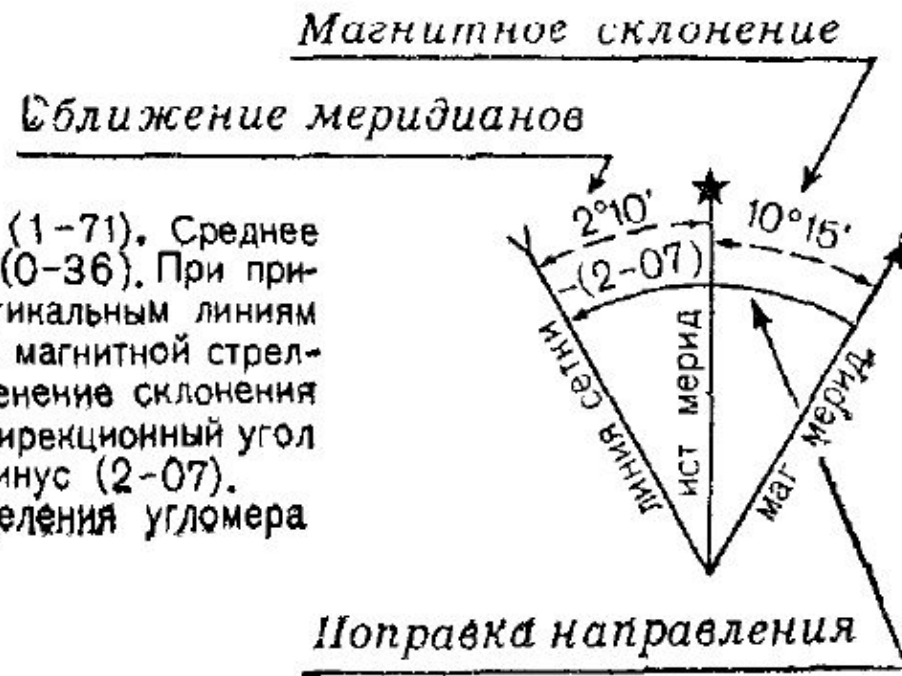 Магнитное склонение
Сближение меридианов
(1-71). Среднее
(0-36). При при-
тикальным линиям
магнитной стрел-
енение склонения
ирекционный угол
инус (2-07).
еления угломера
2°10'
10°15'
-(2-07)
линия сетки
ист мерид
маг мерид.
Поправка направления